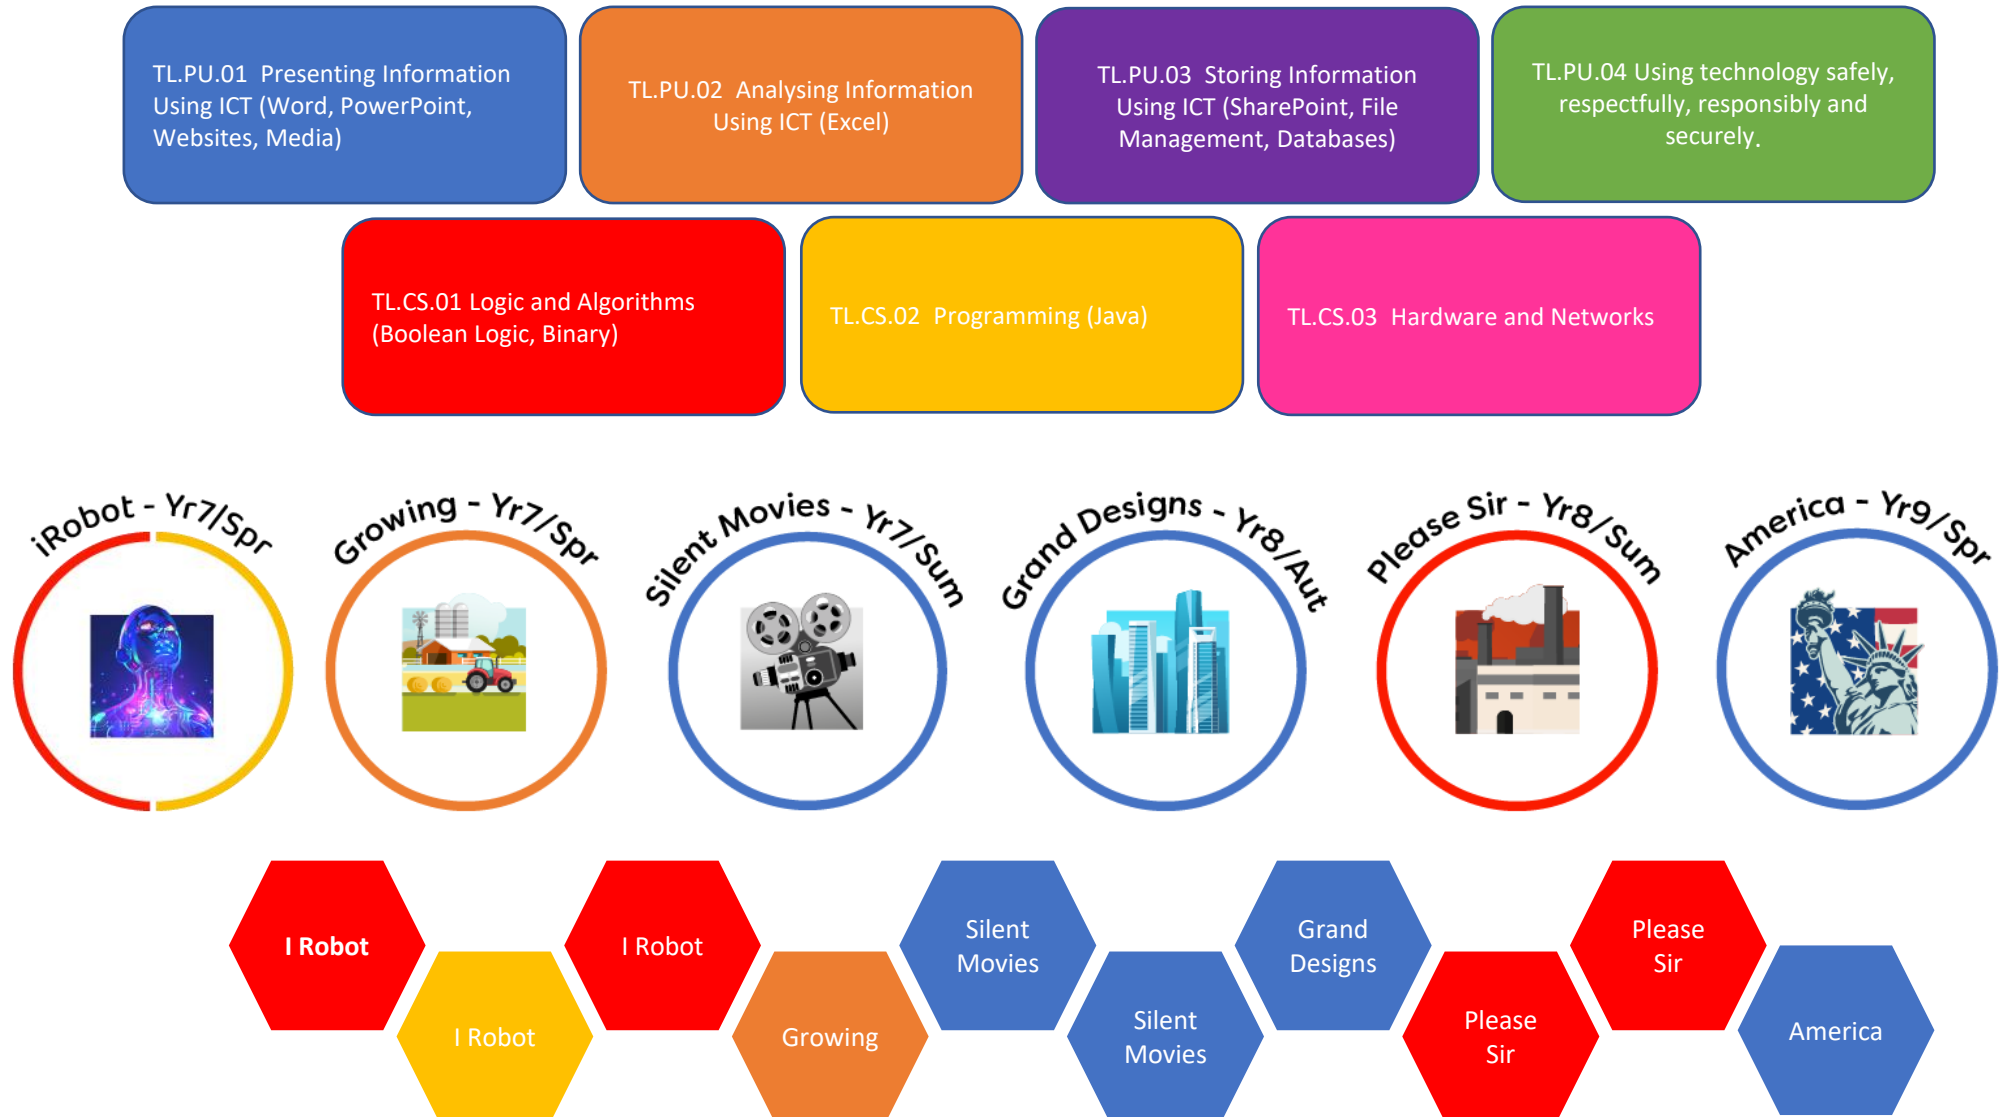 TL.PU.01  Presenting Information
Using ICT (Word, PowerPoint,
Websites, Media)
TL.PU.02  Analysing Information
Using ICT (Excel)
TL.PU.03  Storing Information
Using ICT (SharePoint, File
Management, Databases)
TL.PU.04 Using technology safely,
respectfully, responsibly and
securely.
TL.CS.01 Logic and Algorithms
(Boolean Logic, Binary)
TL.CS.02  Programming (Java)
TL.CS.03  Hardware and Networks
iRobot - Yr7/Spr
Growing - Yr7/Spr
Silent Movies - Yr7/Sum
Grand Designs - Yr8/Aut
Please Sir - Yr8/Sum
America - Yr9/Spr
I Robot
I Robot
I Robot
Growing
Silent
Movies
Silent
Movies
Grand
Designs
Please
Sir
Please
Sir
America